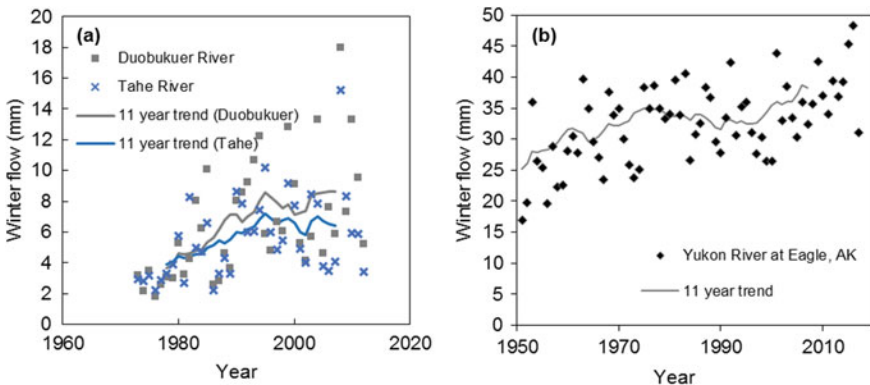 (a)
Duobukuer River
Tahe River
11 year trend (Duobukuer)
11 year trend (Tahe)
Winter flow (mm)
20
18
16
14
12
10
8
6
4
2
0
1960
1980
2000
2020
Year
(b)
Yukon River at Eagle, AK
11 year trend
Winter flow (mm)
50
45
40
35
30
25
20
15
10
5
0
1950
1970
1990
2010
Year